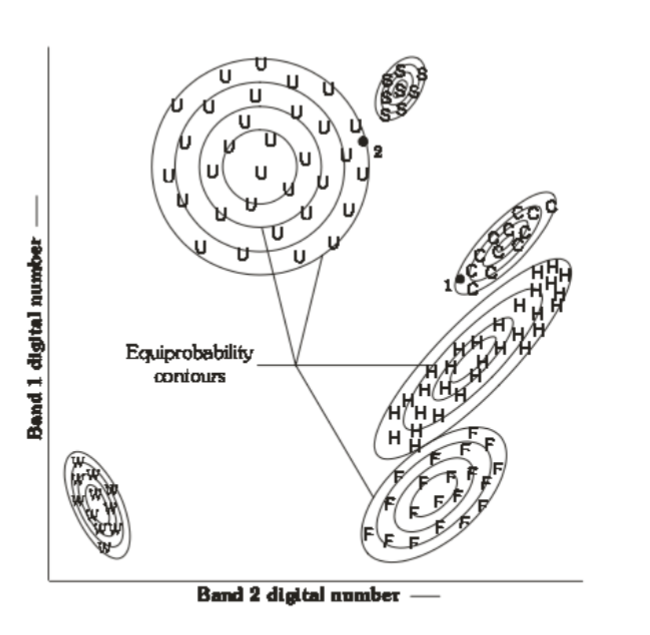 U
U U U
U U U
U U U U
U U U
2
U U
U U U U
U U
U U U U U
U U
U U U
S S S
S S S
S S
C C C
C C C
C C C
C C
1
C
H H H
H H H
H H H
H H H
H H H H
H H H H
H H H
H H H H
H H H
Equiprobability
contours
F F
F
F F F F
F F F
F F F
F F F
F F F
W
W W
W W W
W W
W W
W
Band 1 digital number
Band 2 digital number